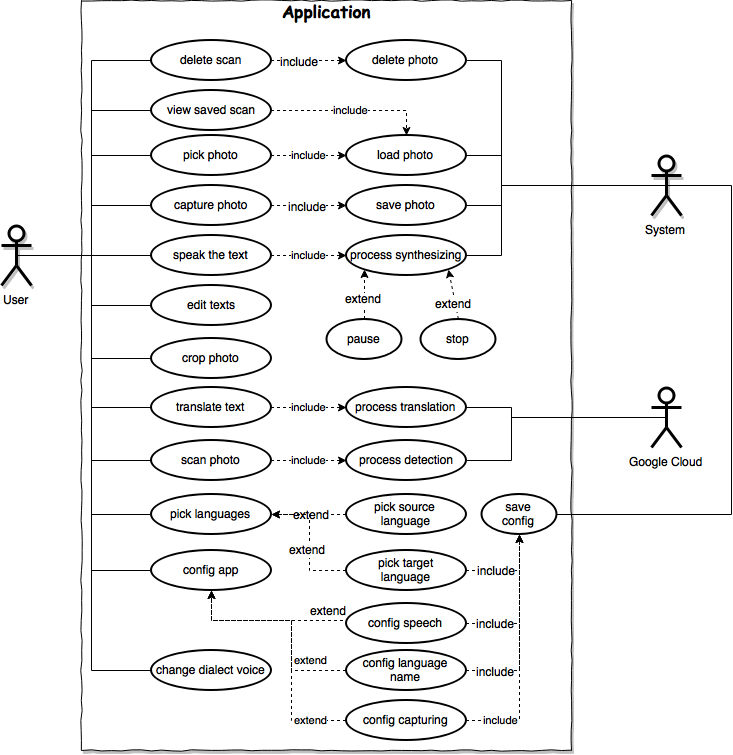 Application
delete scan
include
delete photo
view saved scan
include
pick photo
include
load photo
capture photo
include
save photo
System
speak the text
include
process synthesizing
User
edit texts
extend
extend
pause
stop
crop photo
translate text
include
process translation
scan photo
include
process detection
Google Cloud
pick languages
extend
pick source
language
save
config
extend
config app
pick target
language
include
extend
config speech
include
change dialect voice
extend
config language
name
include
extend
config capturing
include